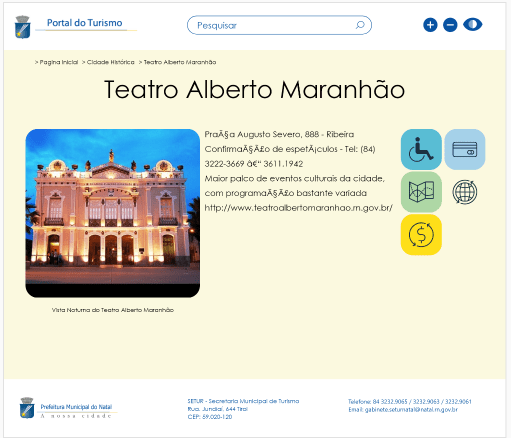 Portal do Turismo
Pesquisar
> Pagina Inicial > Cidade Histórica > Teatro Alberto Maranhão
Teatro Alberto Maranhão
PraÃ§a Augusto Severo, 888 - Ribeira
ConfirmaÃ§Ã£o de espetÃ¡culos - Tel: (84)
3222-3669 â€“ 3611.1942
Maior palco de eventos culturais da cidade,
com programaÃ§Ã£o bastante variada
http://www.teatroalbertomaranhao.rn.gov.br/
Vista Noturna do Teatro Alberto Maranhão
Prefeitura Municipal do Natal
A nossa cidade
SETUR - Secretaria Municipal de Turismo
Rua. Jundiaí, 644 Tirol
CEP: 59.020-120
Telefone: 84 3232.9065 / 3232.9063 / 3232.9061
Email: gabinete.seturnatal@natal.rn.gov.br